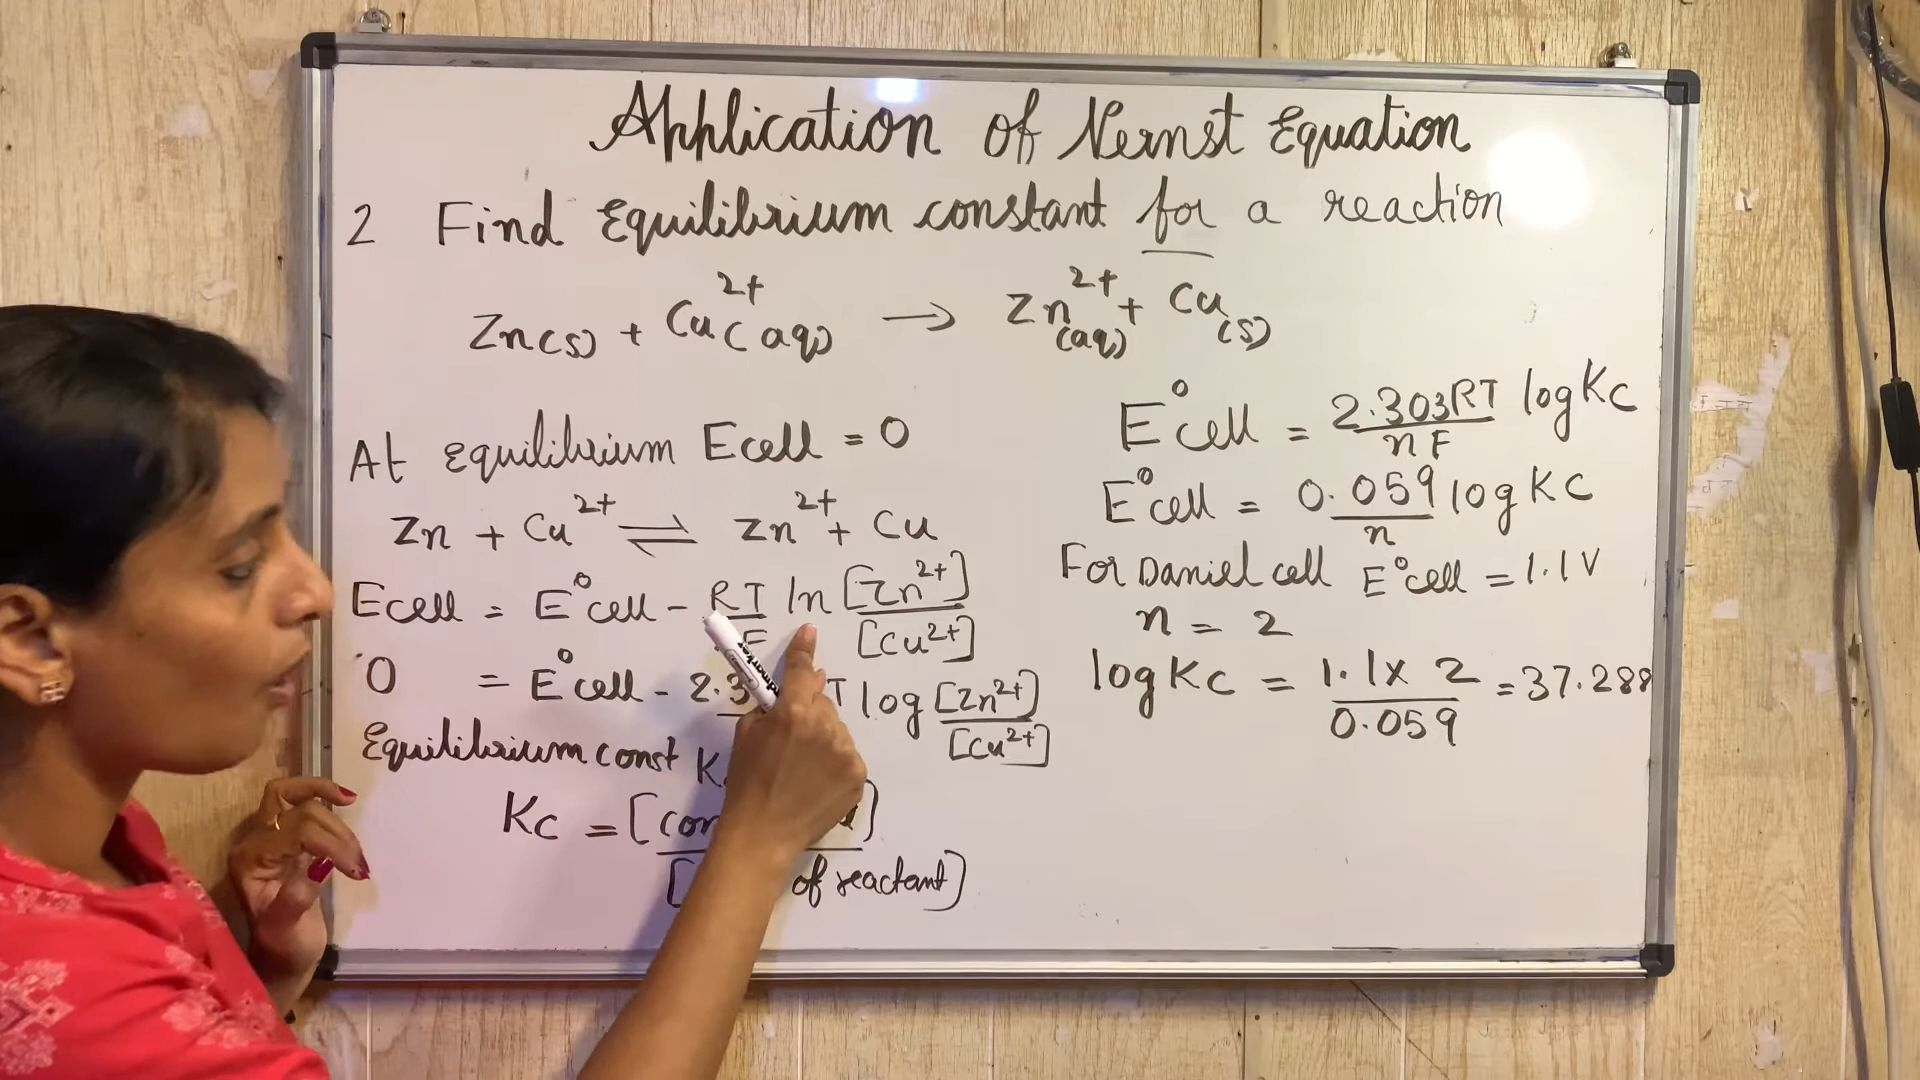 Application of Nernst Equation
2 Find Equilibrium constant for a reaction
Zn(s) + Cu²⁺(aq) → Zn²⁺(aq) + Cu(s)
At equilibrium Ecell = 0
Zn + Cu²⁺ ⇌ Zn²⁺ + Cu
Ecell = E°cell - RT/F ln [Zn²⁺]/[Cu²⁺]
0 = E°cell - 2.3 T log [Zn²⁺]/[Cu²⁺]
Equilibrium const K
Kc = [con ]/[ of reactant]
E°cell = 2.303RT/nF log Kc
E°cell = 0.059/n log Kc
For Daniel cell E°cell = 1.1 V
n = 2
log Kc = 1.1 x 2/0.059 = 37.288